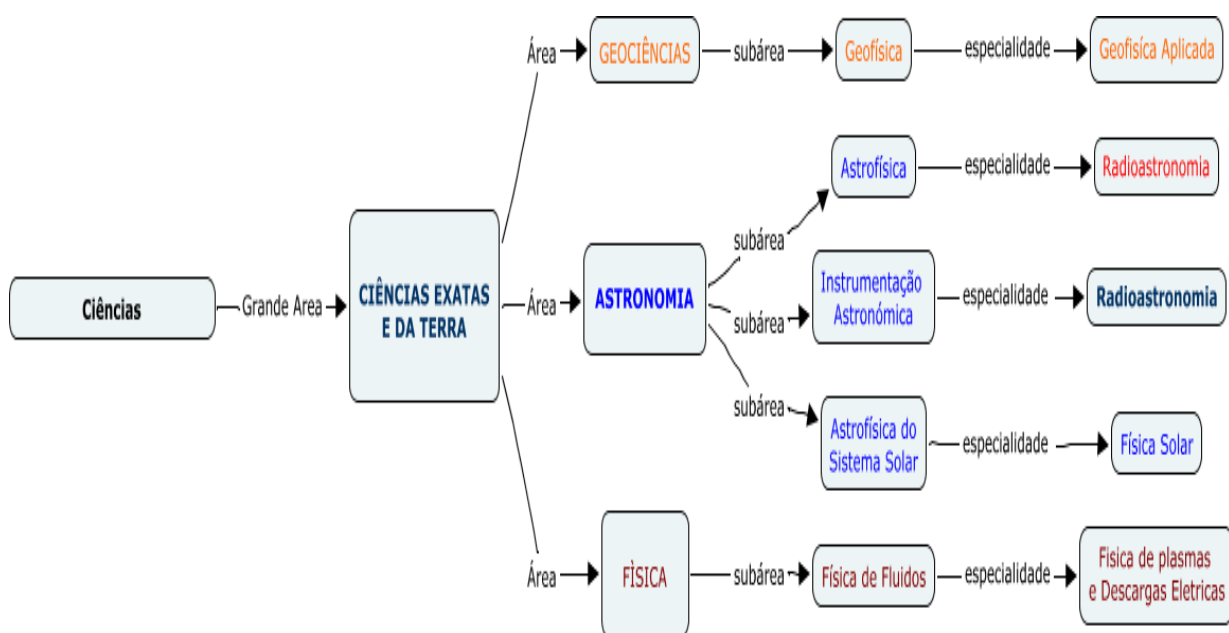 Área
GEOCIÊNCIAS
subárea
Geofísica
especialidade
Geofisíca Aplicada
subárea
Astrofísica
especialidade
Radioastronomia
Ciências
Grande Area
CIÊNCIAS EXATAS
E DA TERRA
Área
ASTRONOMIA
subárea
Instrumentação
Astronómica
especialidade
Radioastronomia
subárea
Astrofísica do
Sistema Solar
especialidade
Física Solar
Área
FÌSICA
subárea
Física de Fluidos
especialidade
Fisica de plasmas
e Descargas Eletricas